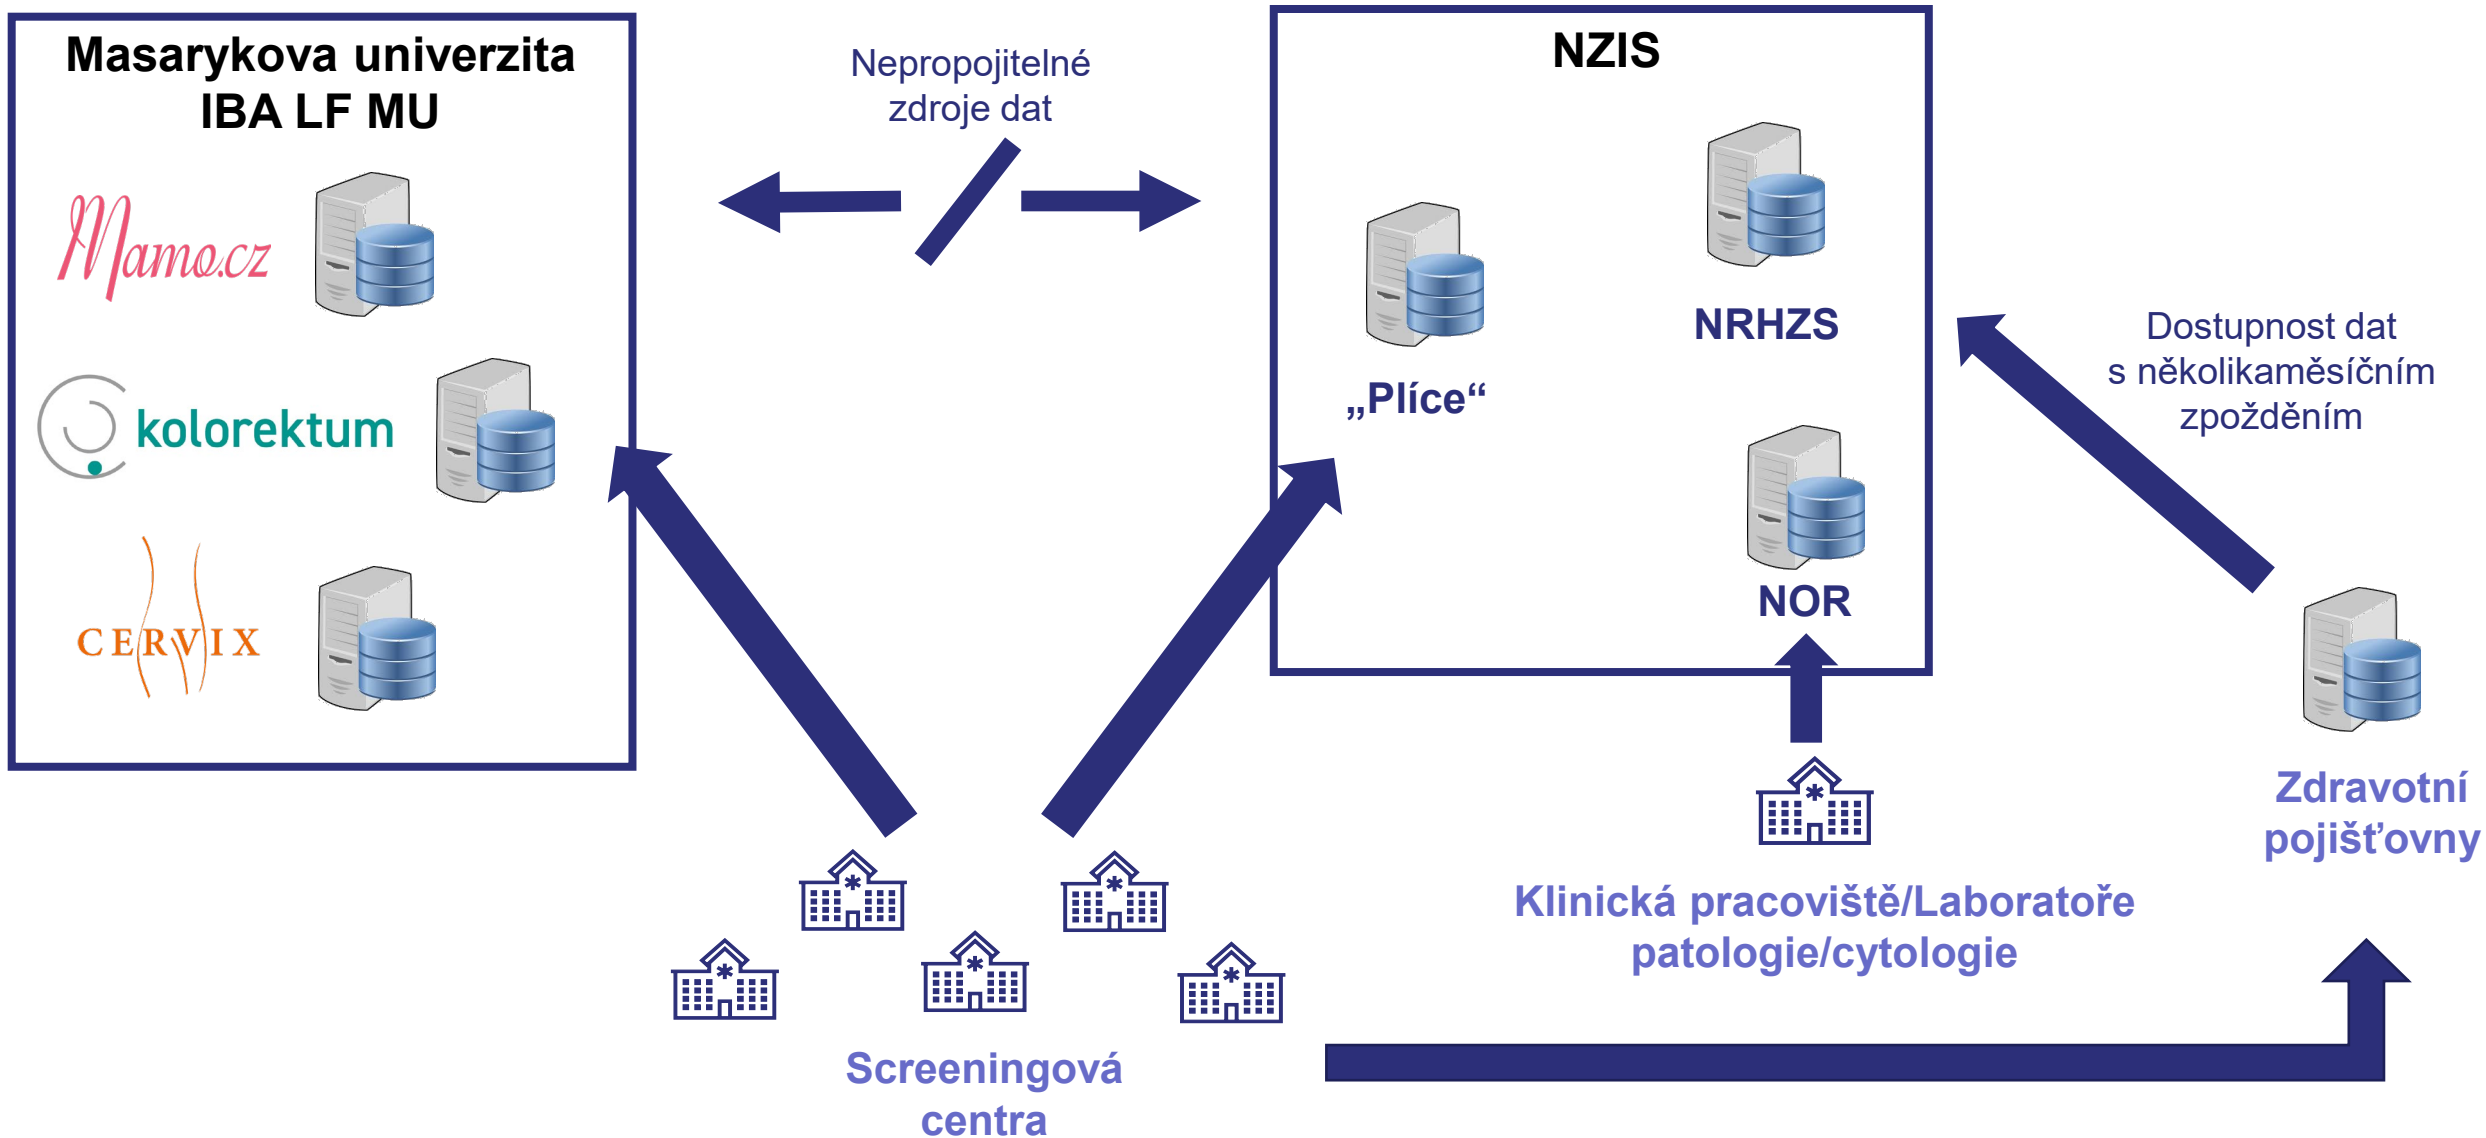 Masarykova univerzita
IBA LF MU
Mamo.cz
kolorektum
CERVIX
Nepropojitelné
zdroje dat
NZIS
NRHZS
„Plíce“
NOR
Dostupnost dat
s několikaměsíčním
zpožděním
Zdravotní
pojišťovny
Klinická pracoviště/Laboratoře
patologie/cytologie
Screeningová
centra